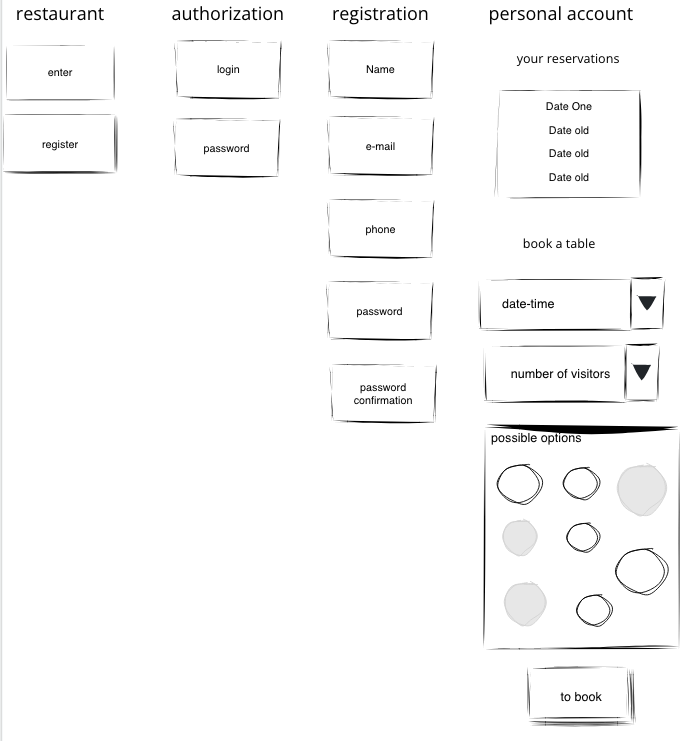 restaurant
enter
register
authorization
login
password
registration
Name
e-mail
phone
password
password
confirmation
personal account
your reservations
Date One
Date old
Date old
Date old
book a table
date-time
number of visitors
possible options
to book